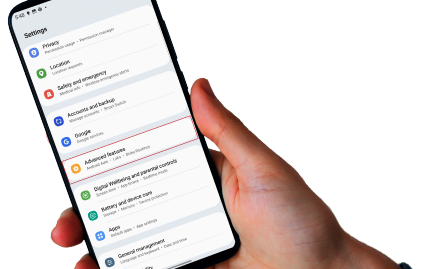 5:48
Settings
Privacy
Permission usage • Permission manager
Location
Location requests
Safety and emergency
Medical info • Wireless emergency alerts
Accounts and backup
Manage accounts • Smart Switch
Google
Google services
Advanced features
Android Auto • Labs •
Digital Wellbeing and parental controls
Screen time • App timers • Bedtime mode
Battery and device care
Storage • Memory • Device protection
Apps
Default apps • App settings
General management
Language and keyboard • Date and time